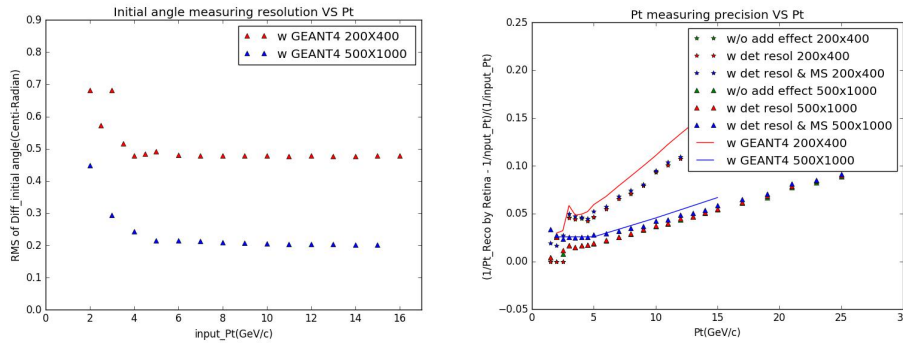 Initial angle measuring resolution VS Pt
RMS of Diff_initial angle(Centi-Radian)
0.9
0.8
0.7
0.6
0.5
0.4
0.3
0.2
0.1
0.0
w GEANT4 200X400
w GEANT4 500X1000
0 2 4 6 8 10 12 14 16
input_Pt(GeV/c)
Pt measuring precision VS Pt
(1/Pt_Reco by Retina - 1/nput_Pt)/(1/input_Pt)
0.25
0.20
0.15
0.10
0.05
0.00
−0.05
w/o add effect 200x400
w det resol 200x400
w det resol & MS 200x400
w/o add effect 500x1000
w det resol 500x1000
w det resol & MS 500x1000
w GEANT4 200X400
w GEANT4 500X1000
0 5 10 15 20 25
Pt(GeV/c)